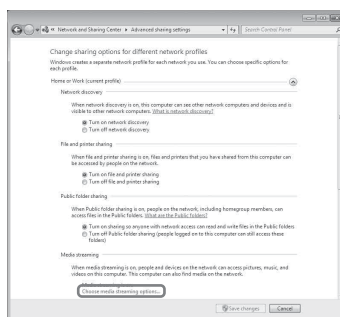 « Network and Sharing Center ▸ Advanced sharing settings
Search Control Panel
Change sharing options for different network profiles
Windows creates a separate network profile for each network you use. You can choose specific options for
each profile.
Home or Work (current profile)
Network discovery
When network discovery is on, this computer can see other network computers and devices and is
visible to other network computers. What is network discovery?
Turn on network discovery
Turn off network discovery
File and printer sharing
When file and printer sharing is on, files and printers that you have shared from this computer can
be accessed by people on the network.
Turn on file and printer sharing
Turn off file and printer sharing
Public folder sharing
When Public folder sharing is on, people on the network, including homegroup members, can
access files in the Public folders. What are the Public folders?
Turn on sharing so anyone with network access can read and write files in the Public folders
Turn off Public folder sharing (people logged on to this computer can still access these
folders)
Media streaming
When media streaming is on, people and devices on the network can access pictures, music, and
videos on this computer. This computer can also find media on the network.
Choose media streaming options...
Save changes
Cancel